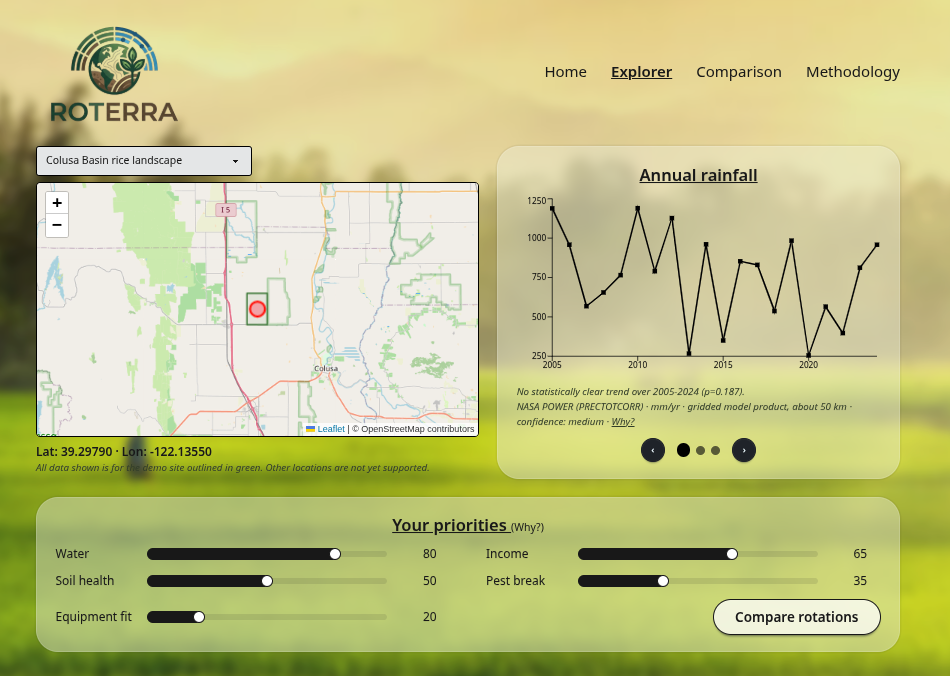 ROTERRA
Home
Explorer
Comparison
Methodology
Colusa Basin rice landscape
+
−
I 5
Colusa
Leaflet | © OpenStreetMap contributors
Lat: 39.29790 · Lon: -122.13550
All data shown is for the demo site outlined in green. Other locations are not yet supported.
Annual rainfall
1250
1000
750
500
250
2005 2010 2015 2020
No statistically clear trend over 2005-2024 (p=0.187).
NASA POWER (PRECTOTCORR) · mm/yr · gridded model product, about 50 km ·
confidence: medium · Why?
‹ ›
Your priorities (Why?)
Water 80
Income 65
Soil health 50
Pest break 35
Equipment fit 20
Compare rotations